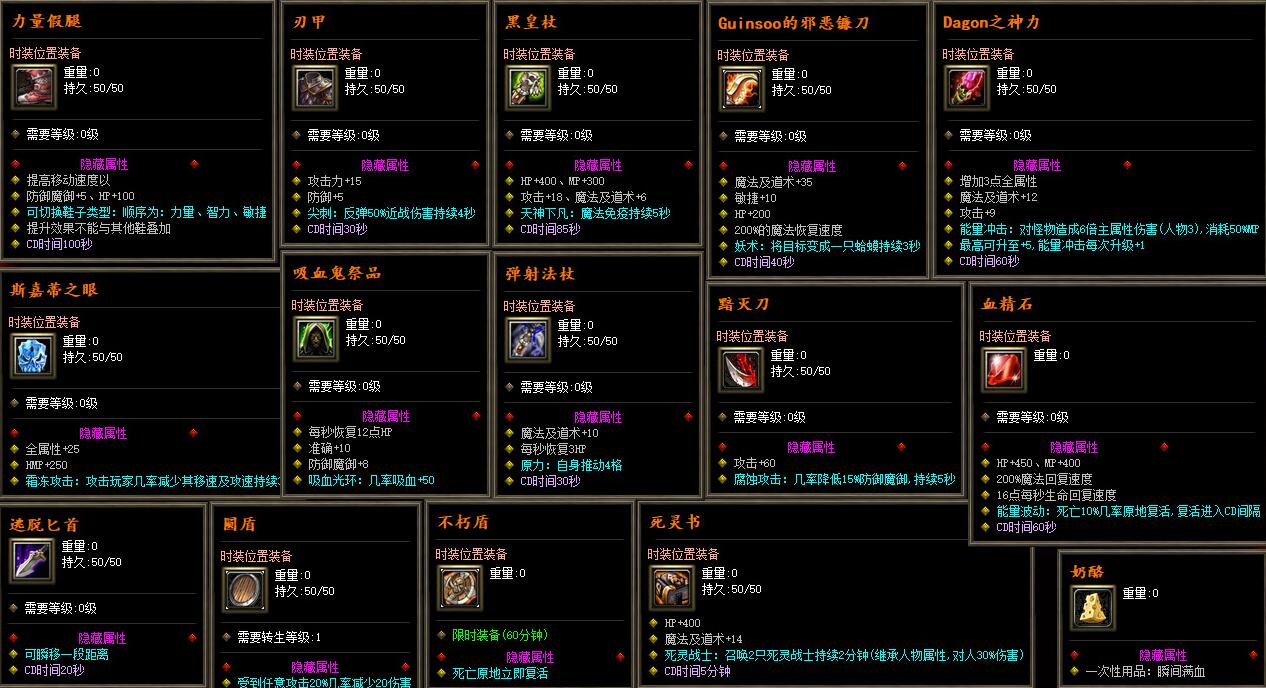 力量假腿
时装位置装备
重量:0
持久:50/50
需要等级:0级
隐藏属性
提高移动速度以
防御魔御+5、HP+100
可切换鞋子类型: 顺序为: 力量、智力、敏捷
提升效果不能与其他鞋叠加
CD时间100秒
刃甲
时装位置装备
重量:0
持久:50/50
需要等级:0级
隐藏属性
攻击力+15
防御+5
尖刺: 反弹50%近战伤害持续4秒
CD时间30秒
黑皇杖
时装位置装备
重量:0
持久:50/50
需要等级:0级
隐藏属性
HP+400、MP+300
攻击+18、魔法及道术+6
天神下凡: 魔法免疫持续5秒
CD时间85秒
Guinsoo的邪恶镰刀
时装位置装备
重量:0
持久:50/50
需要等级:0级
隐藏属性
魔法及道术+35
敏捷+10
HP+200
200%的魔法恢复速度
妖术: 将目标变成一只蛤蟆持续3秒
CD时间40秒
Dagon之神力
时装位置装备
重量:0
持久:50/50
需要等级:0级
隐藏属性
增加3点全属性
魔法及道术+12
攻击+9
能量冲击: 对怪物造成6倍主属性伤害(人物3),消耗50%MP
最高可升至+5,能量冲击每次升级+1
CD时间60秒
斯嘉蒂之眼
时装位置装备
重量:0
持久:50/50
需要等级:0级
隐藏属性
全属性+25
HMP+250
霜冻攻击: 攻击玩家几率减少其移速及攻速持续
吸血鬼祭品
时装位置装备
重量:0
持久:50/50
需要等级:0级
隐藏属性
每秒恢复12点HP
准确+10
防御魔御+8
吸血光环: 几率吸血+50
弹射法杖
时装位置装备
重量:0
持久:50/50
需要等级:0级
隐藏属性
魔法及道术+10
每秒恢复3HP
原力: 自身推动4格
CD时间30秒
黯灭刀
时装位置装备
重量:0
持久:50/50
需要等级:0级
隐藏属性
攻击+60
腐蚀攻击: 几率降低15%防御魔御,持续5秒
血精石
时装位置装备
重量:0
需要等级:0级
隐藏属性
HP+450、MP+400
200%魔法回复速度
16点每秒生命回复速度
能量波动: 死亡10%几率原地复活,复活进入CD间隔
CD时间60秒
逃脱匕首
重量:0
持久:50/50
需要等级:0级
隐藏属性
可瞬移一段距离
CD时间20秒
圆盾
时装位置装备
重量:0
持久:50/50
需要转生等级:1
隐藏属性
受到任意攻击20%几率减少20伤害
不朽盾
时装位置装备
重量:0
限时装备(60分钟)
隐藏属性
死亡原地立即复活
死灵书
时装位置装备
重量:0
持久:50/50
HP+400
魔法及道术+14
死灵战士: 召唤2只死灵战士持续2分钟(继承人物属性,对人30%伤害)
CD时间5分钟
奶酪
重量:0
隐藏属性
一次性用品: 瞬间满血